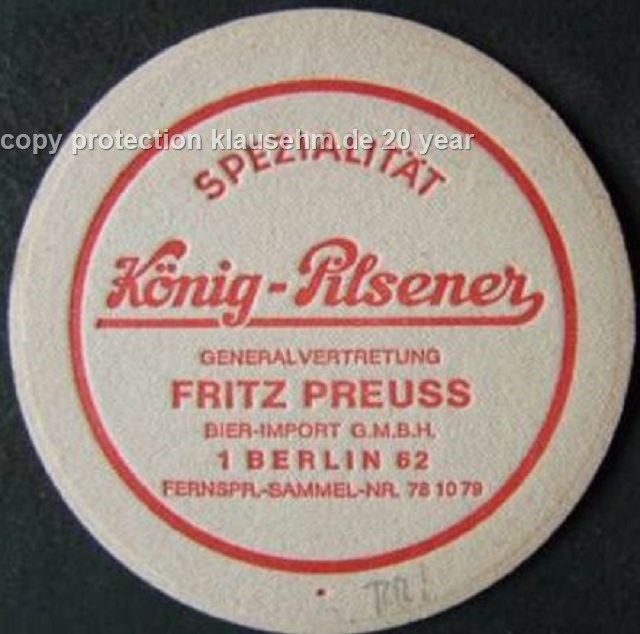 copy protection klausehm.de 20 year
SPEZIALITÄT
König-Pilsener
GENERALVERTRETUNG
FRITZ PREUSS
BIER-IMPORT G.M.B.H.
1 BERLIN 62
FERNSPR.-SAMMEL-NR. 78 10 79